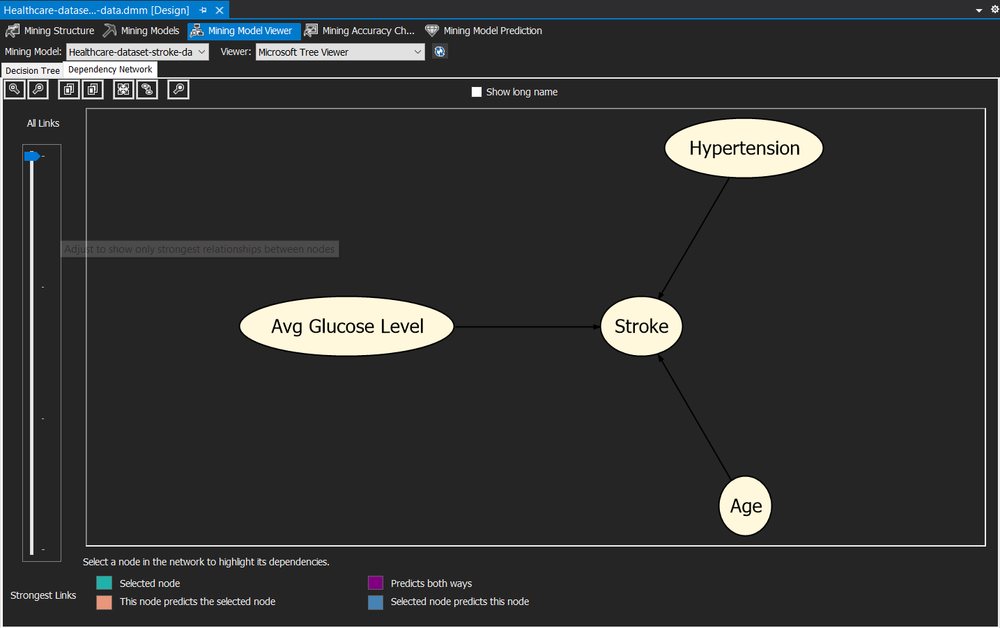 Healthcare-datase...-data.dmm [Design]
Mining Structure Mining Models Mining Model Viewer Mining Accuracy Ch... Mining Model Prediction
Mining Model: Healthcare-dataset-stroke-da Viewer: Microsoft Tree Viewer
Decision Tree Dependency Network
Show long name
All Links
Hypertension
Adjust to show only strongest relationships between nodes
Avg Glucose Level Stroke
Age
Select a node in the network to highlight its dependencies.
Selected node Predicts both ways
Strongest Links
This node predicts the selected node Selected node predicts this node